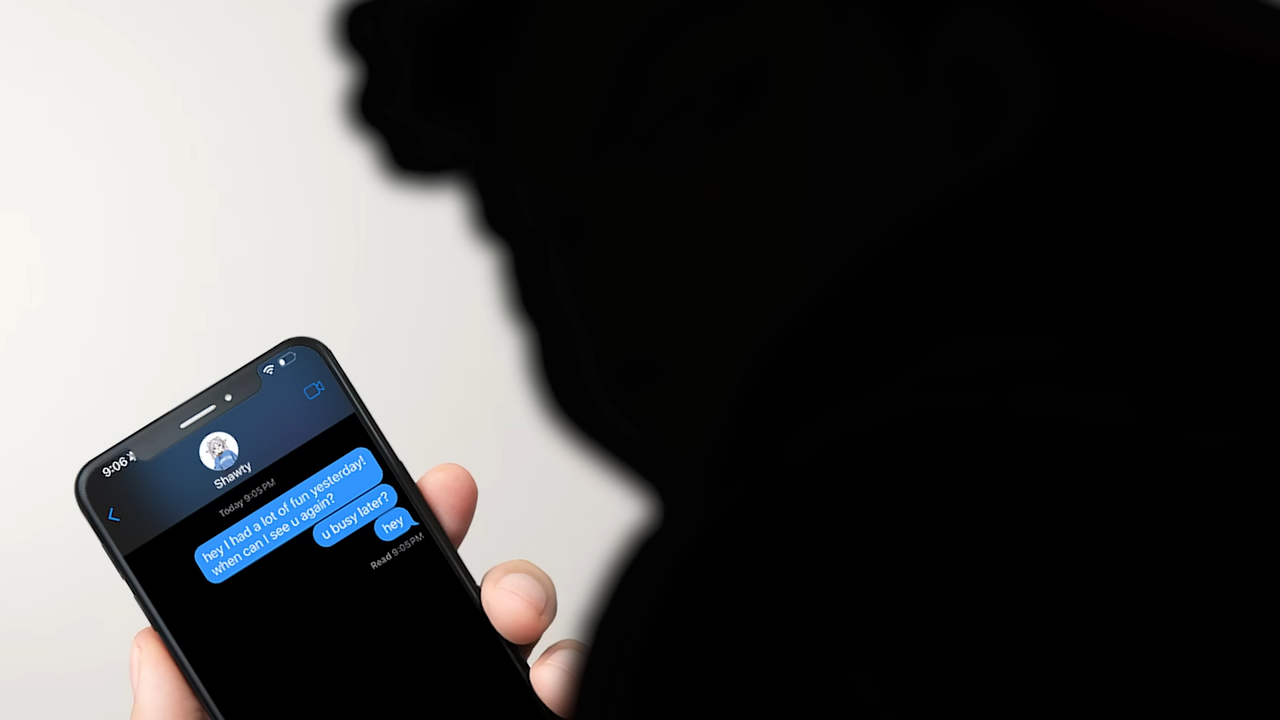 9:06
Shawty
Today 9:05 PM
hey I had a lot of fun yesterday!
when can I see u again?
u busy later?
hey
Read 9:05 PM